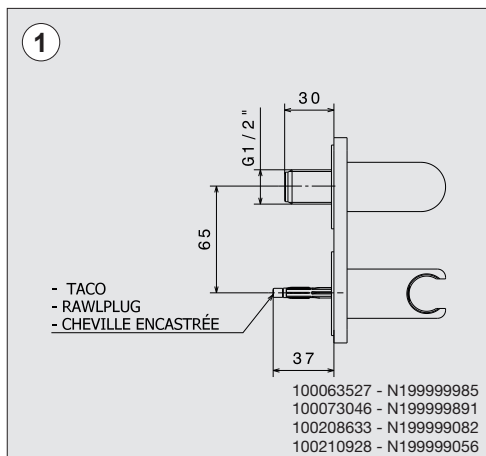 1
30
G1/2"
65
- TACO
- RAWLPLUG
- CHEVILLE ENCASTRÉE
37
100063527 - N199999985
100073046 - N199999891
100208633 - N199999082
100210928 - N199999056